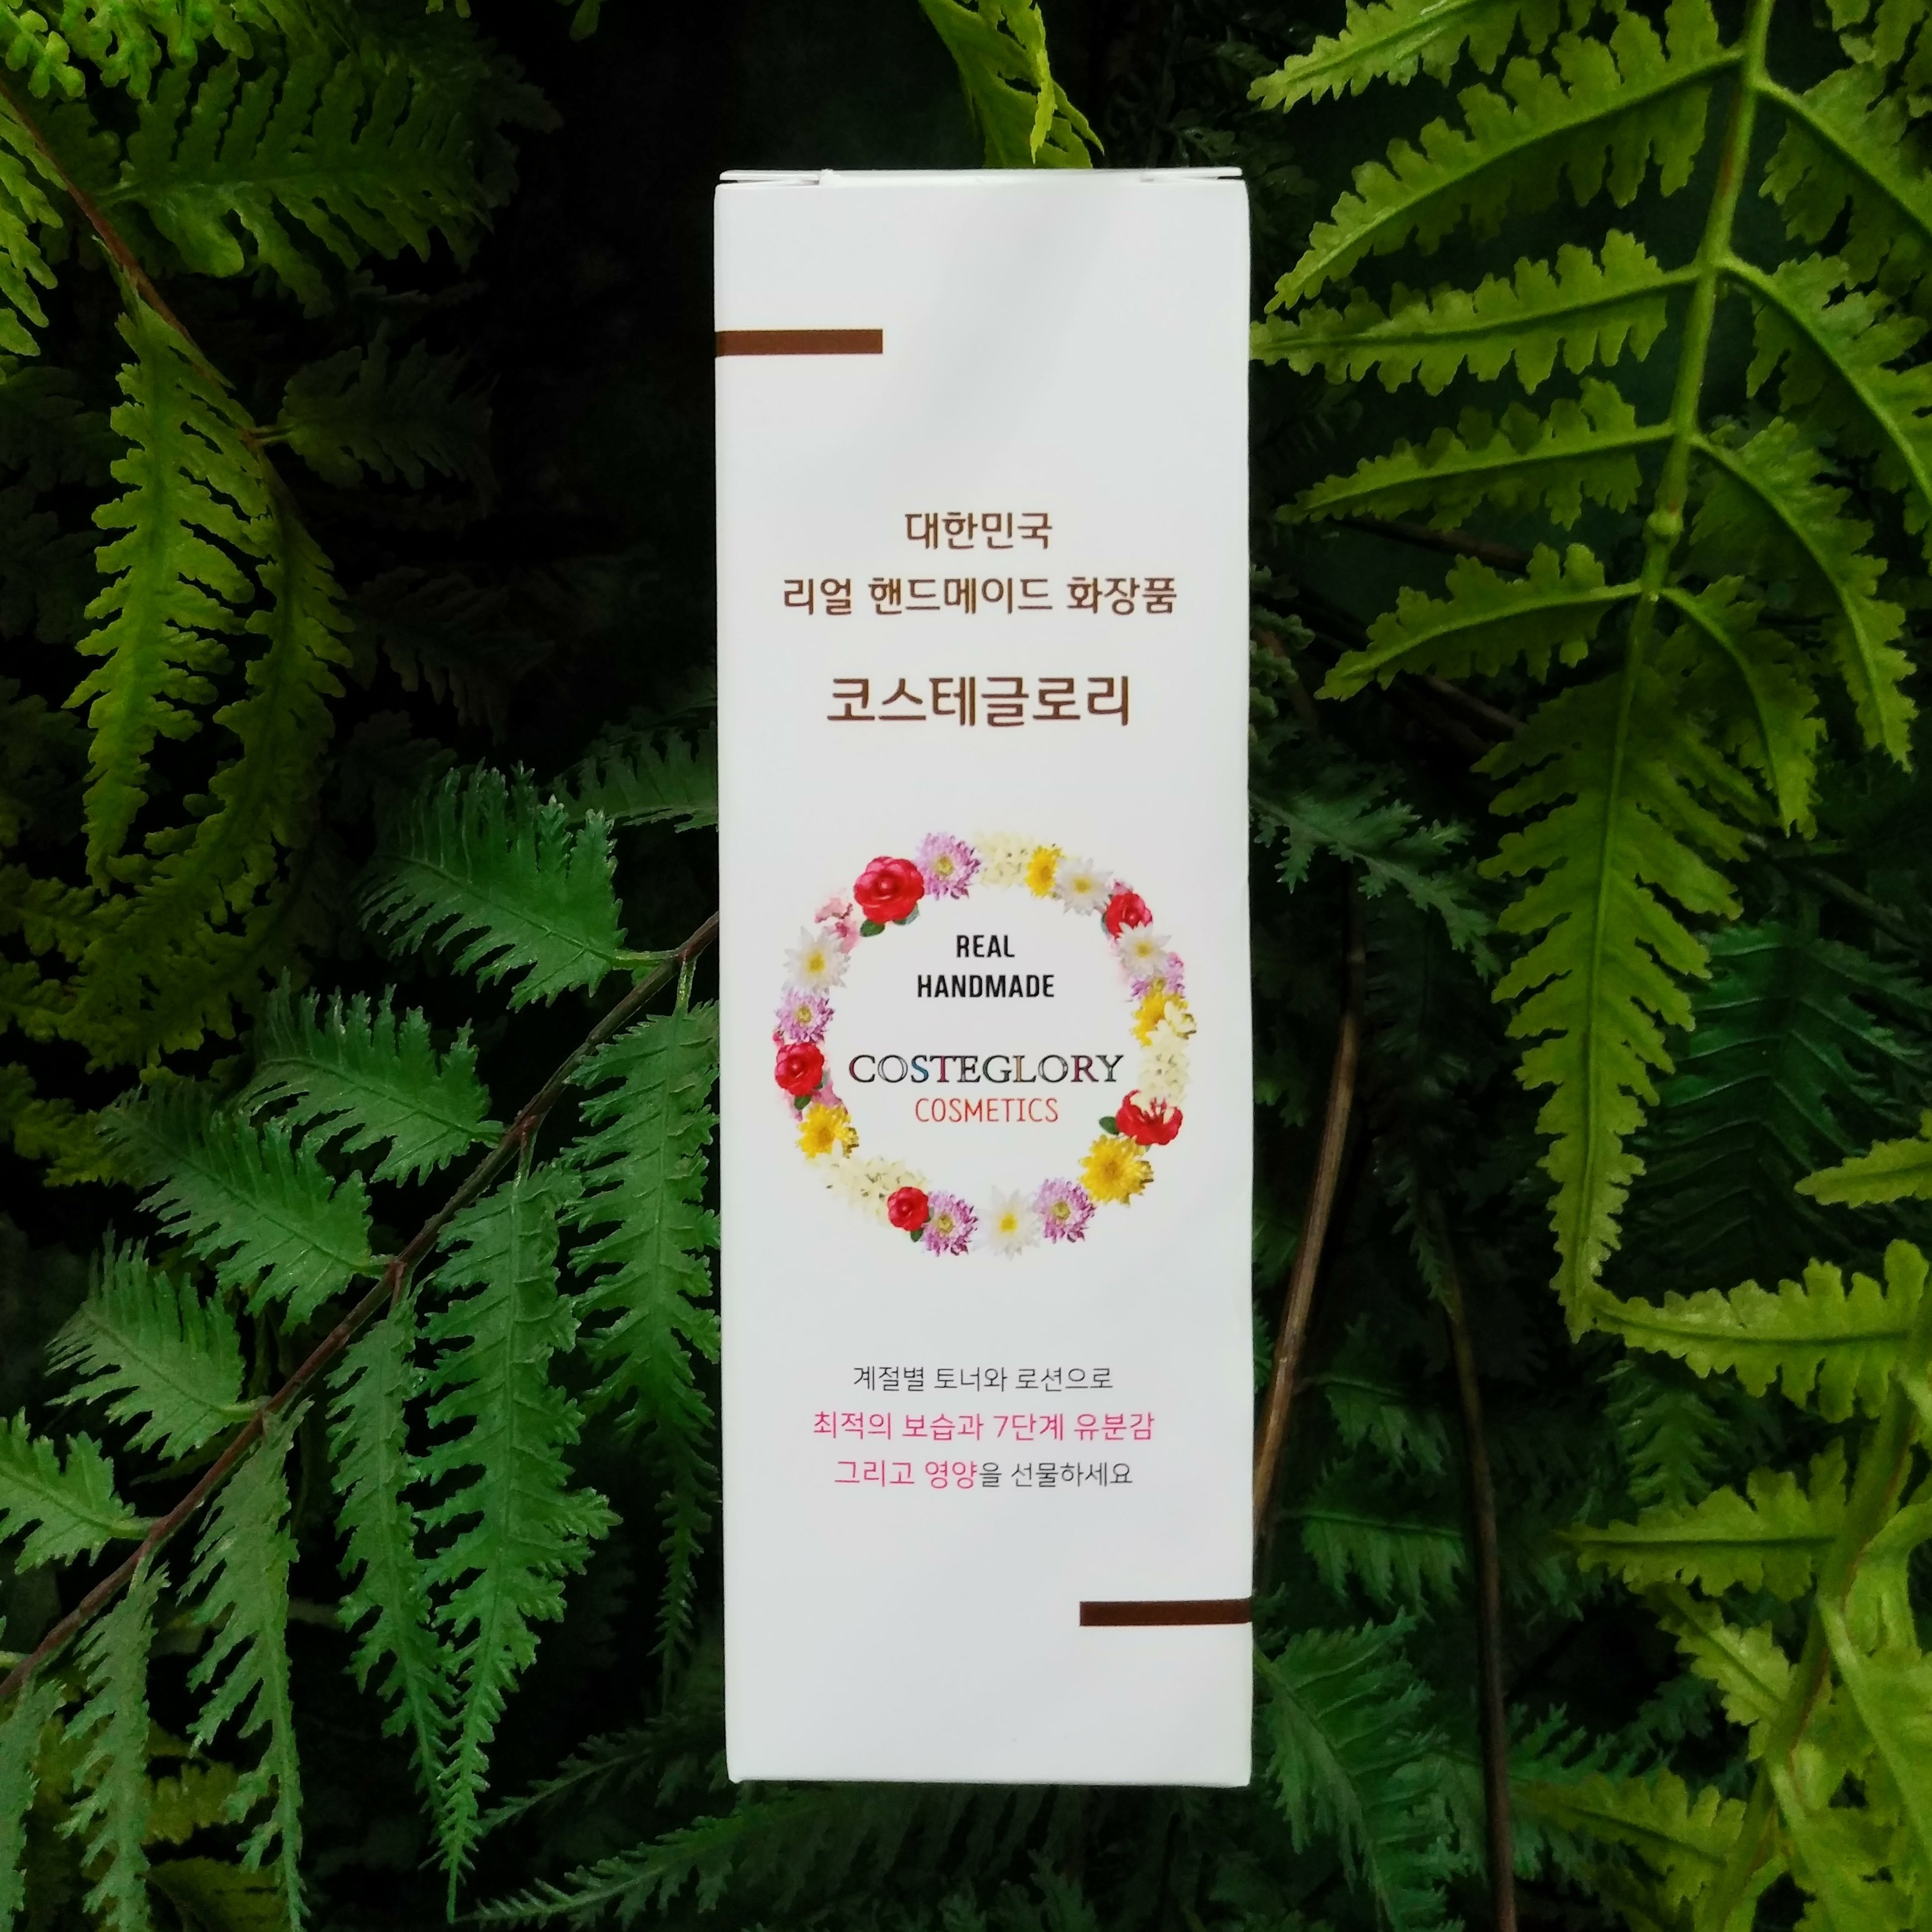 대한민국
리얼 핸드메이드 화장품
코스테글로리
REAL
HANDMADE
COSTEGLORY
COSMETICS
계절별 토너와 로션으로
최적의 보습과 7단계 유분감
그리고 영양을 선물하세요